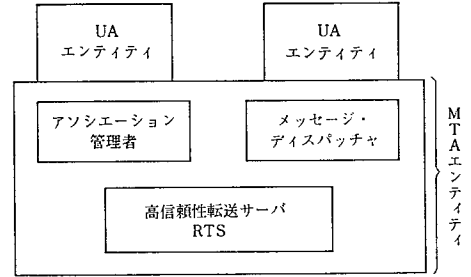 UA
エンティティ
UA
エンティティ
アソシエーション
管理者
メッセージ・
ディスパッチャ
高信頼性転送サーバ
RTS
MTAエンティティ